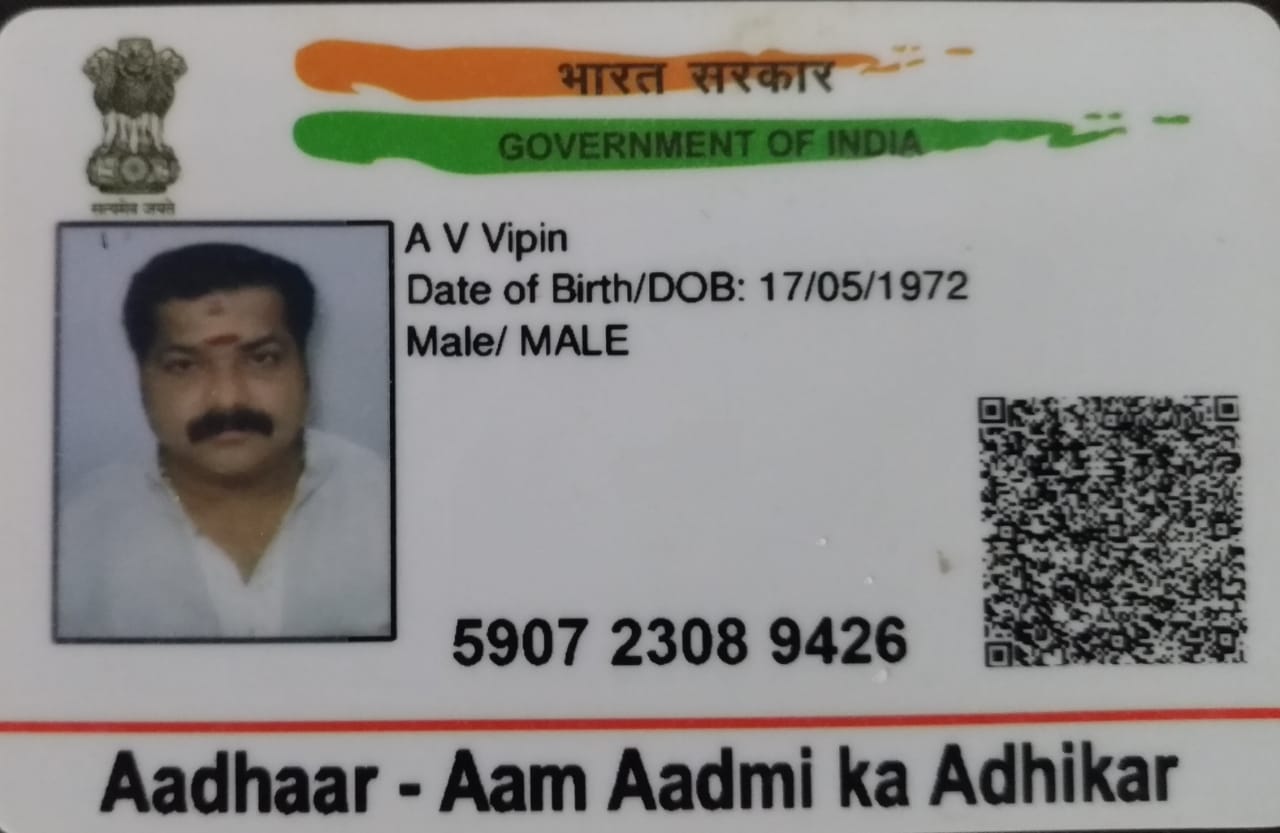 भारत सरकार
GOVERNMENT OF INDIA
सत्यमेव जयते
A V Vipin
Date of Birth/DOB: 17/05/1972
Male/ MALE
5907 2308 9426
Aadhaar - Aam Aadmi ka Adhikar